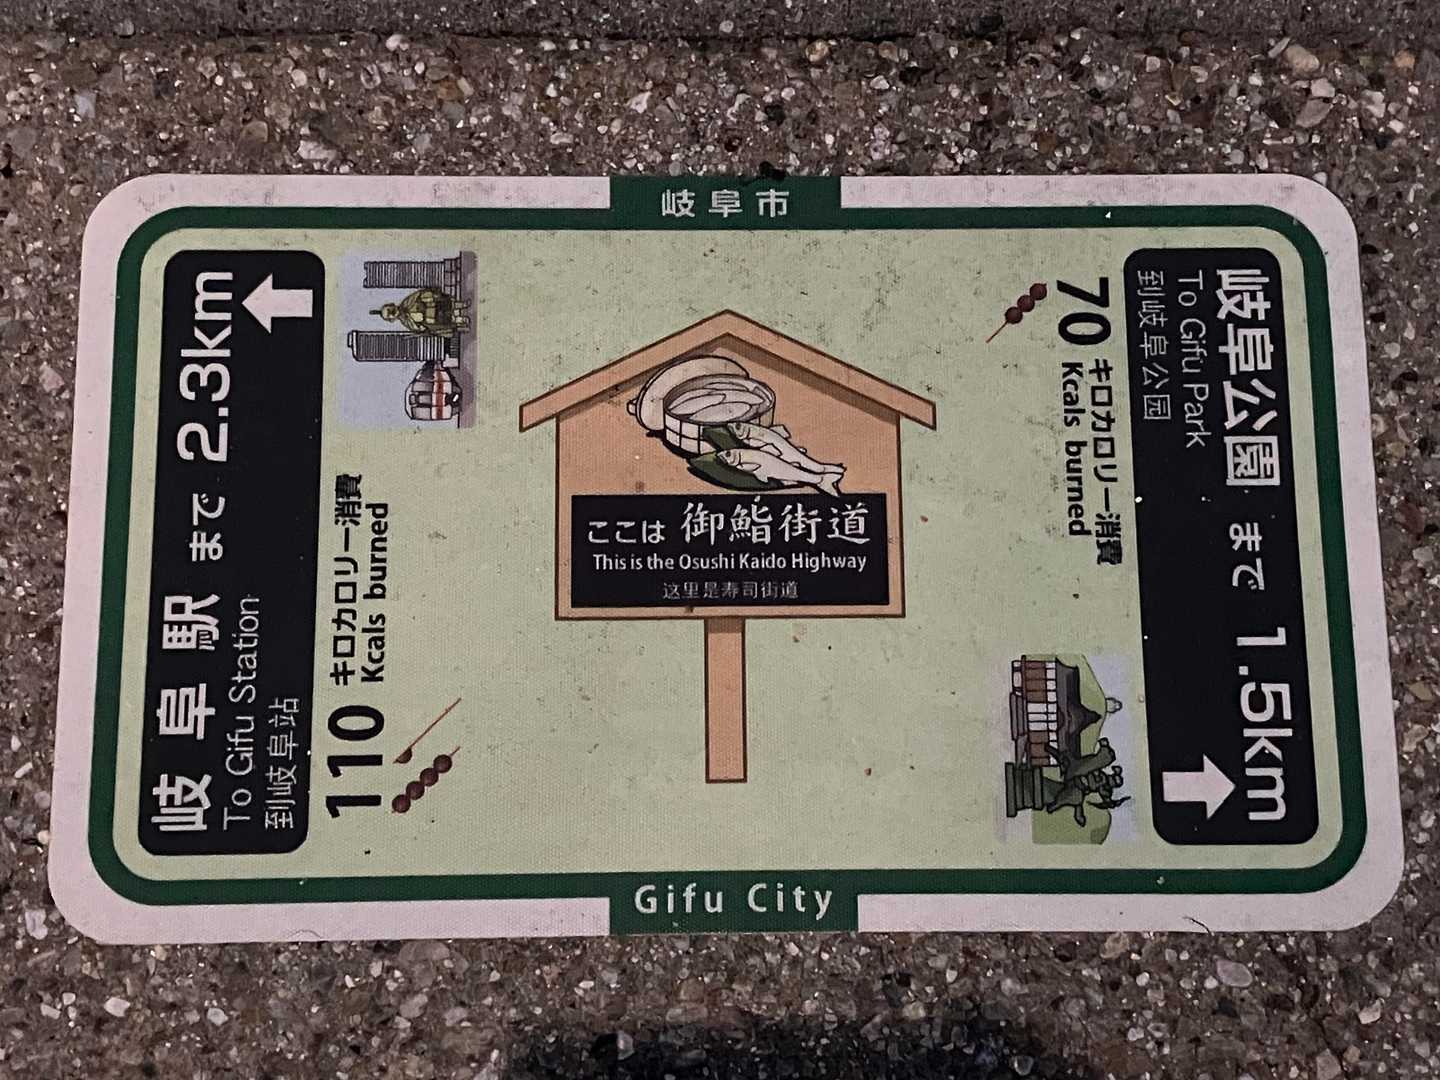 岐阜市
岐阜駅 まで 2.3km
To Gifu Station
到岐阜站
110 キロカロリー消費
Kcals burned
ここは 御鮨街道
This is the Osushi Kaido Highway
这里是寿司街道
岐阜公園 まで 1.5km
To Gifu Park
到岐阜公园
70 キロカロリー消費
Kcals burned
Gifu City